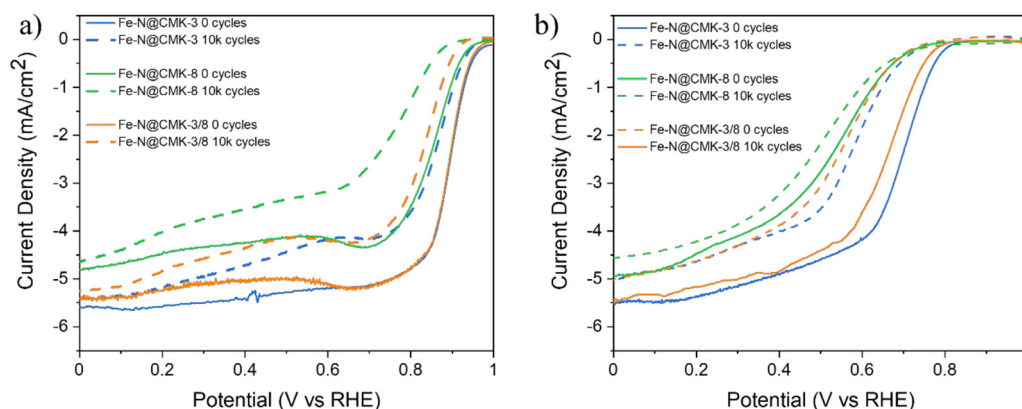 a)
Fe-N@CMK-3 0 cycles
Fe-N@CMK-3 10k cycles
Fe-N@CMK-8 0 cycles
Fe-N@CMK-8 10k cycles
Fe-N@CMK-3/8 0 cycles
Fe-N@CMK-3/8 10k cycles
Current Density (mA/cm²)
0
-1
-2
-3
-4
-5
-6
0 0.2 0.4 0.6 0.8 1
Potential (V vs RHE)
b)
Fe-N@CMK-3 0 cycles
Fe-N@CMK-3 10k cycles
Fe-N@CMK-8 0 cycles
Fe-N@CMK-8 10k cycles
Fe-N@CMK-3/8 0 cycles
Fe-N@CMK-3/8 10k cycles
Current Density (mA/cm²)
0
-1
-2
-3
-4
-5
-6
0 0.2 0.4 0.6 0.8
Potential (V vs RHE)